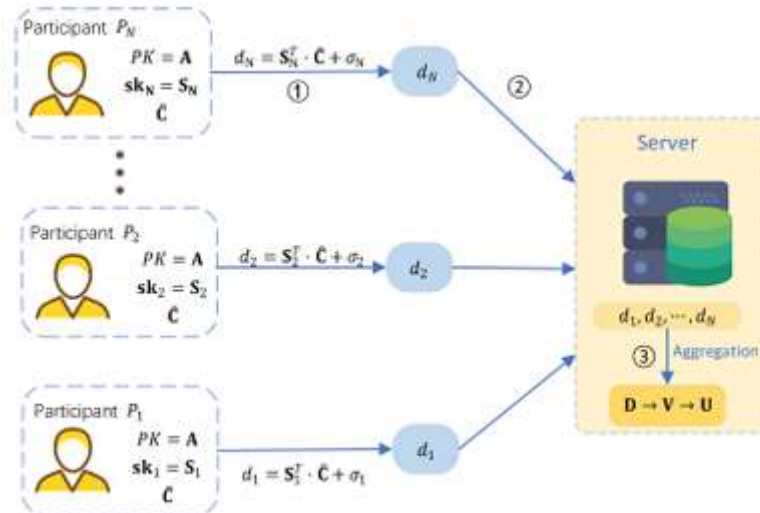 Participant P_N
PK = A
sk_N = S_N
C̄
d_N = S_N^T · C̄ + σ_N
①
d_N
②
Server
Participant P_2
PK = A
sk_2 = S_2
C̄
d_2 = S_2^T · C̄ + σ_2
d_2
d_1, d_2, ⋯, d_N
③
Aggregation
D → V → U
Participant P_1
PK = A
sk_1 = S_1
C̄
d_1 = S_1^T · C̄ + σ_1
d_1